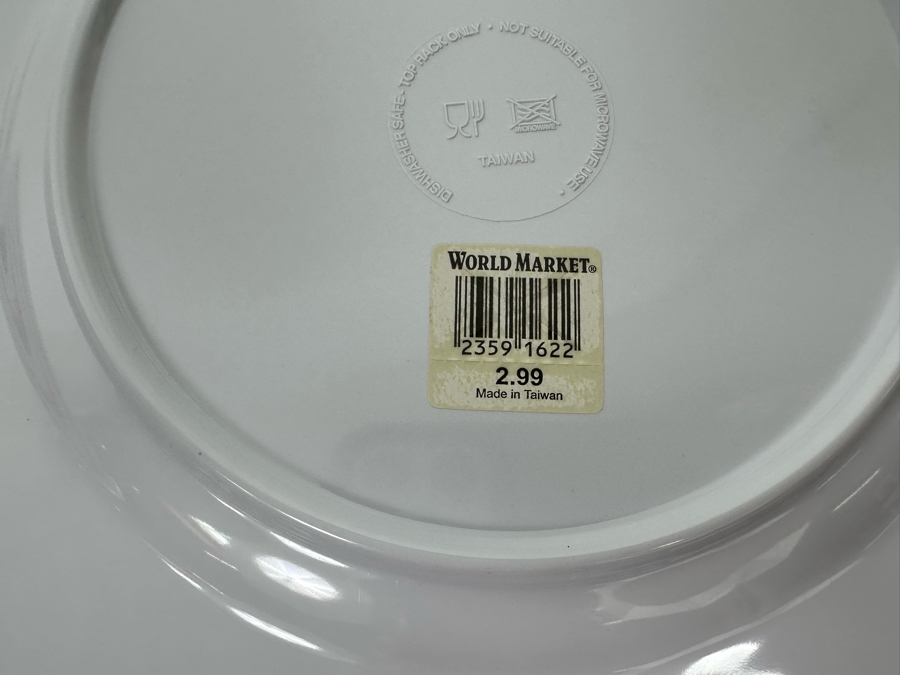 DISHWASHER SAFE - TOP RACK ONLY • NOT SUITABLE FOR MICROWAVE USE •
MICROWAVE
TAIWAN
WORLD MARKET®
2359 1622
2.99
Made in Taiwan